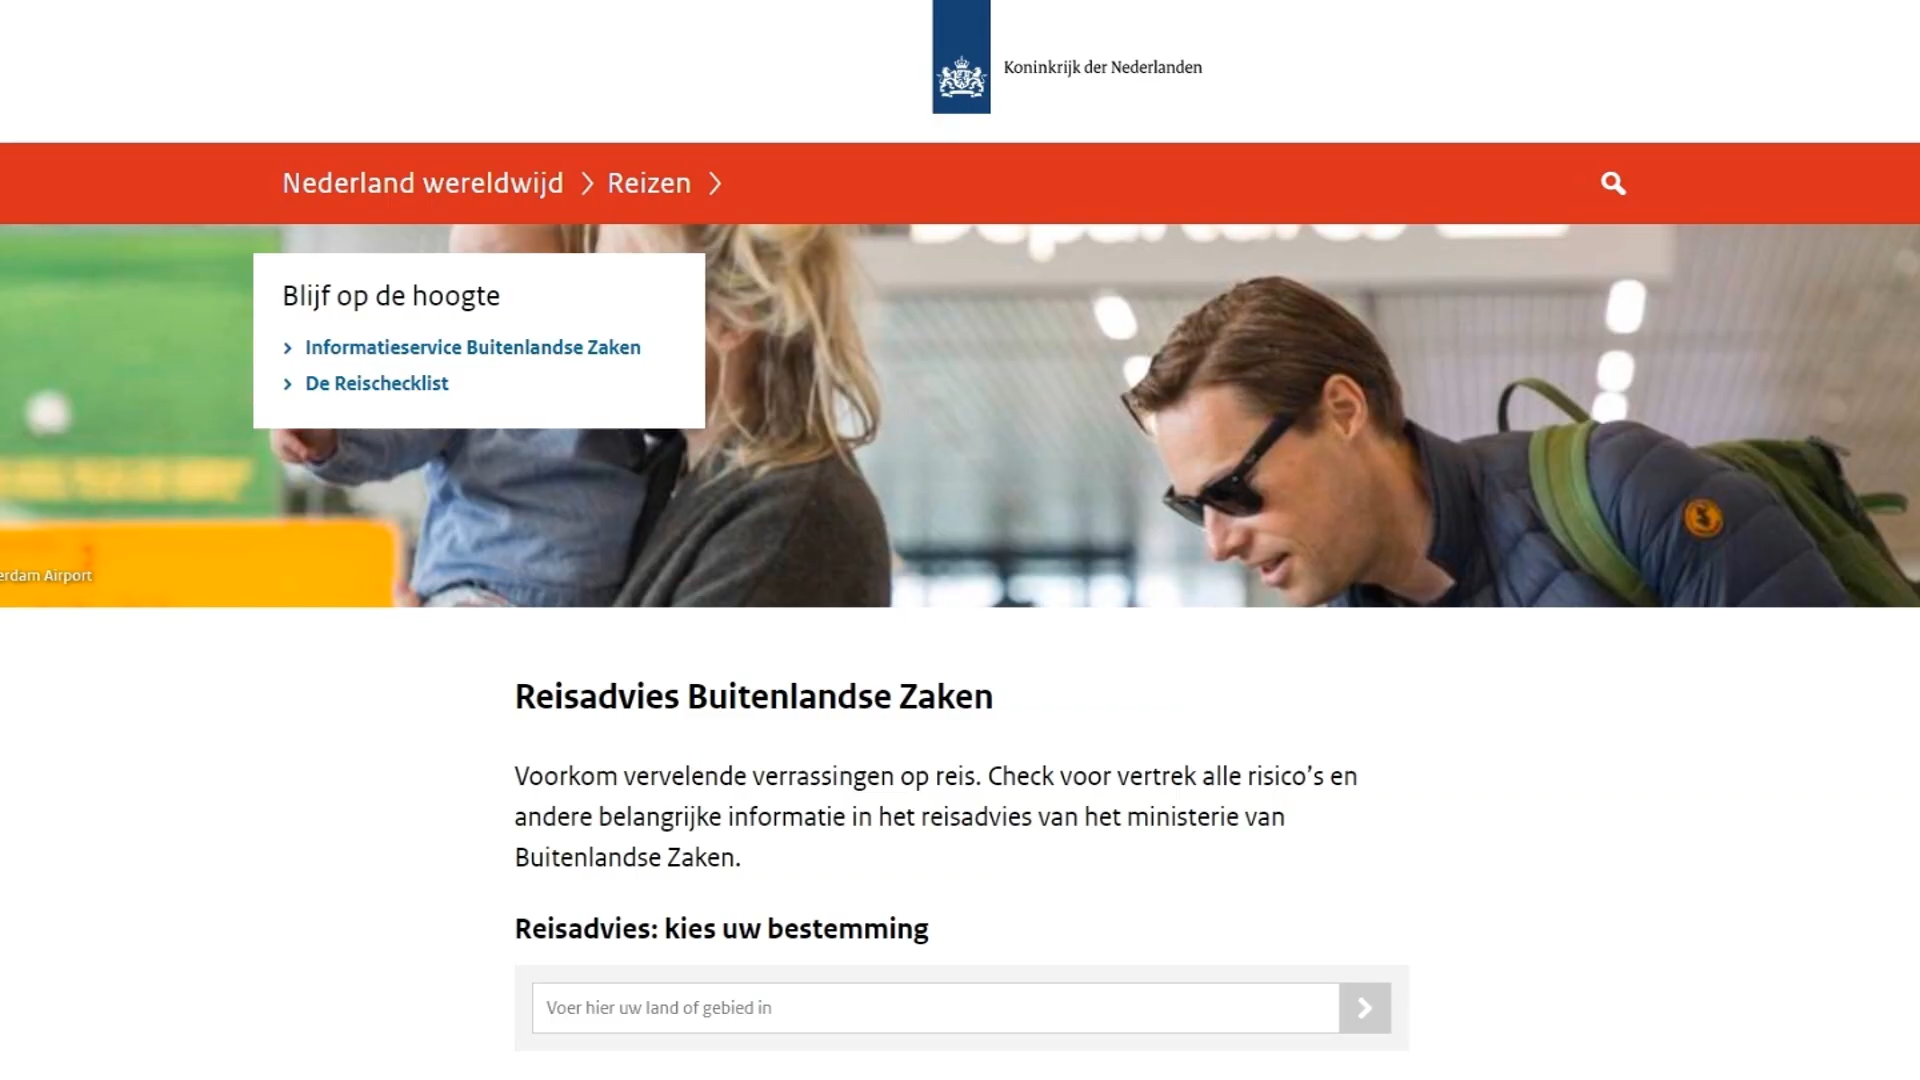 Koninkrijk der Nederlanden
Nederland wereldwijd > Reizen >
Blijf op de hoogte
> Informatieservice Buitenlandse Zaken
> De Reischecklist
erdam Airport
Reisadvies Buitenlandse Zaken
Voorkom vervelende verrassingen op reis. Check voor vertrek alle risico’s en
andere belangrijke informatie in het reisadvies van het ministerie van
Buitenlandse Zaken.
Reisadvies: kies uw bestemming
Voer hier uw land of gebied in